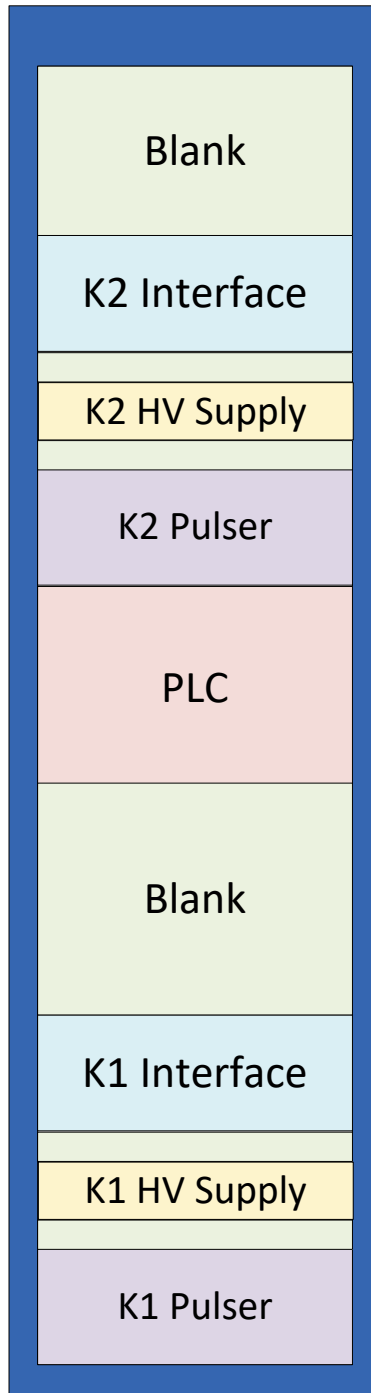 Blank
K2 Interface
K2 HV Supply
K2 Pulser
PLC
Blank
K1 Interface
K1 HV Supply
K1 Pulser